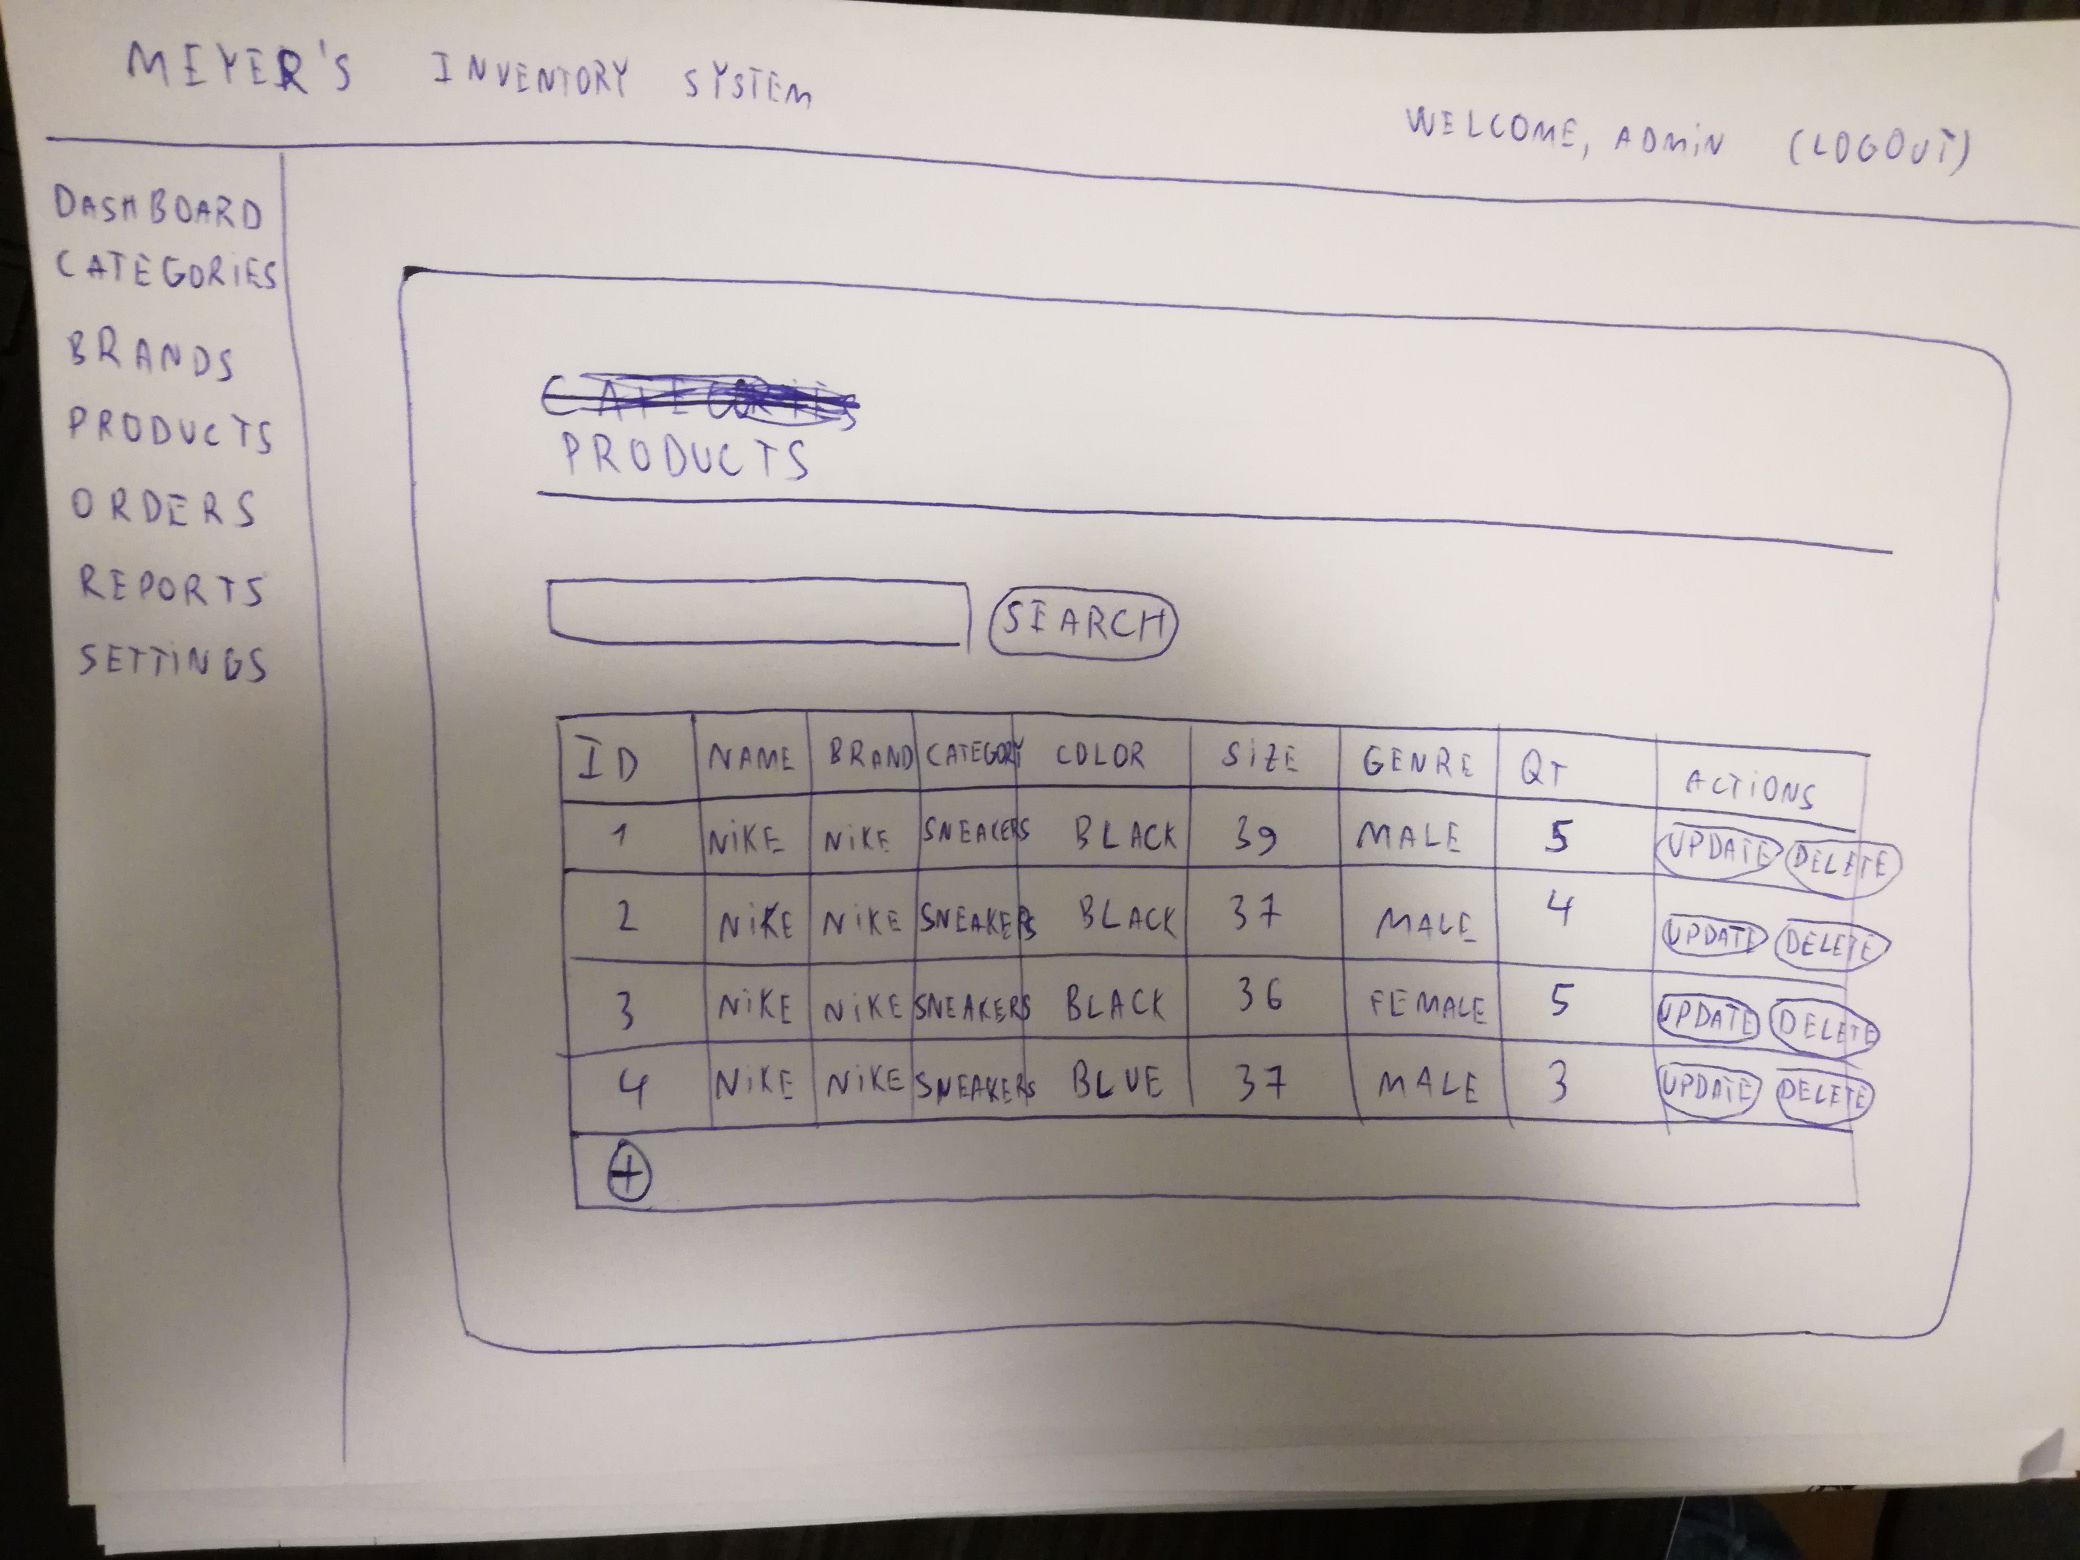 MEYER'S INVENTORY SYSTEM
WELCOME, ADMIN (LOGOUT)
DASHBOARD
CATEGORIES
BRANDS
PRODUCTS
ORDERS
REPORTS
SETTINGS
CATEGORIES
PRODUCTS
SEARCH
ID NAME BRAND CATEGORY COLOR SIZE GENRE QT ACTIONS
1 NIKE NIKE SNEAKERS BLACK 39 MALE 5 UPDATE DELETE
2 NIKE NIKE SNEAKERS BLACK 37 MALE 4 UPDATE DELETE
3 NIKE NIKE SNEAKERS BLACK 36 FEMALE 5 UPDATE DELETE
4 NIKE NIKE SNEAKERS BLUE 37 MALE 3 UPDATE DELETE
+